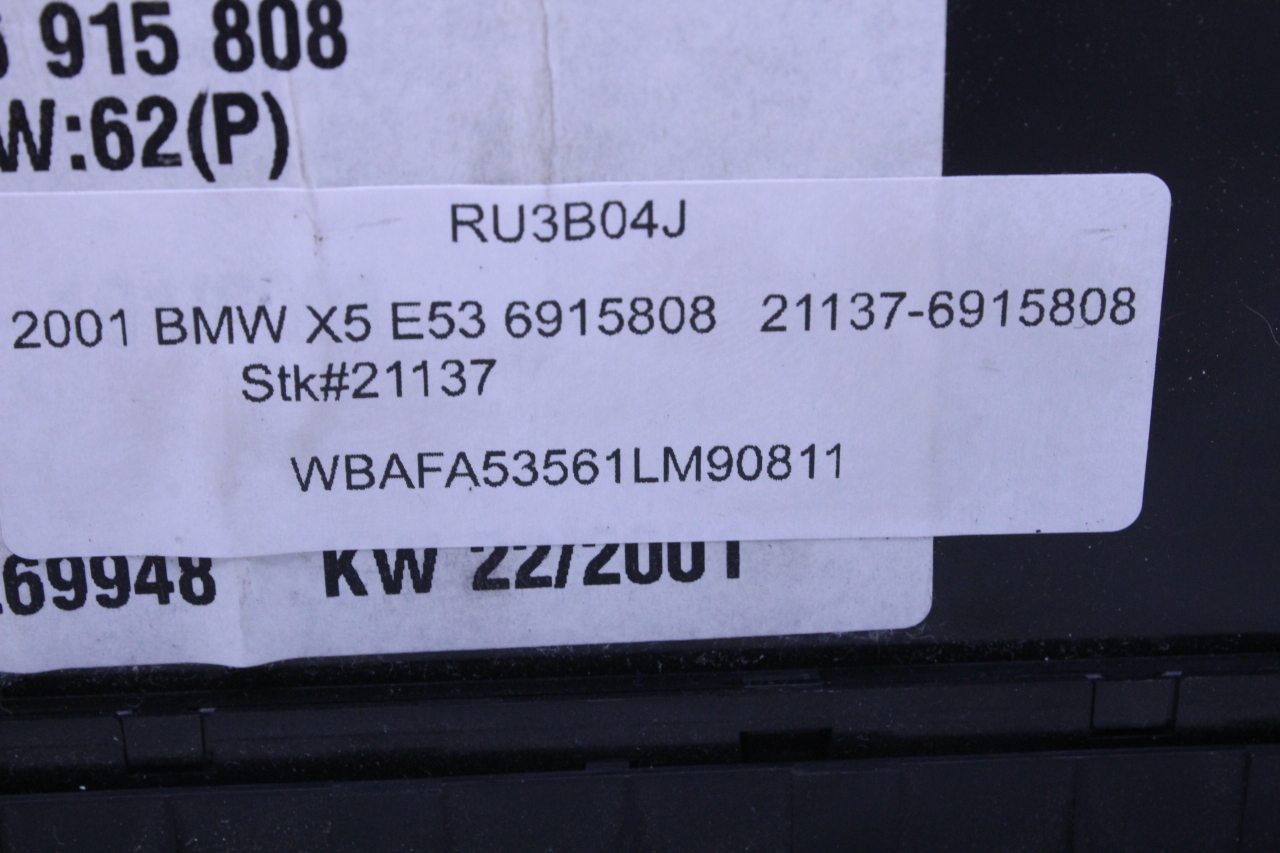 915 808
W:62(P)
RU3B04J
2001 BMW X5 E53 6915808 21137-6915808
Stk#21137
WBAFA53561LM90811
69948 KW 22/2001